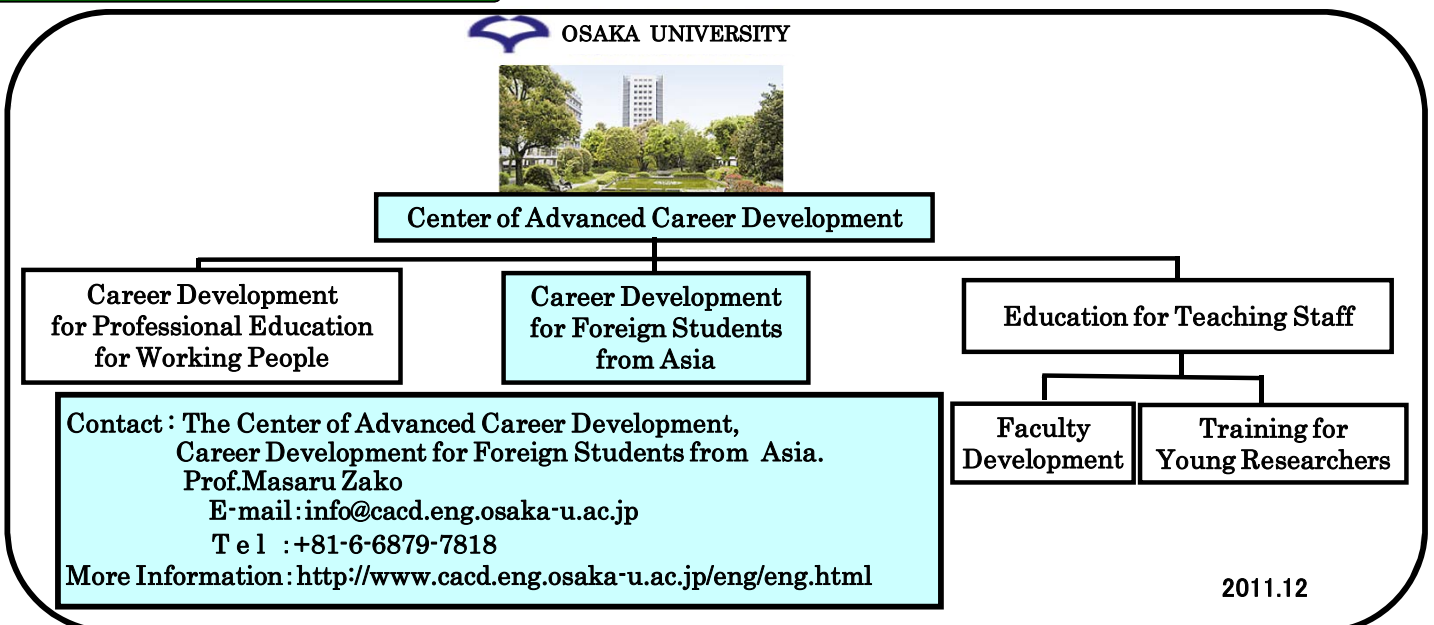 OSAKA UNIVERSITY
Center of Advanced Career Development
Career Development
for Professional Education
for Working People
Career Development
for Foreign Students
from Asia
Education for Teaching Staff
Faculty
Development
Training for
Young Researchers
Contact : The Center of Advanced Career Development,
Career Development for Foreign Students from Asia.
Prof.Masaru Zako
E-mail:info@cacd.eng.osaka-u.ac.jp
T e l :+81-6-6879-7818
More Information:http://www.cacd.eng.osaka-u.ac.jp/eng/eng.html
2011.12